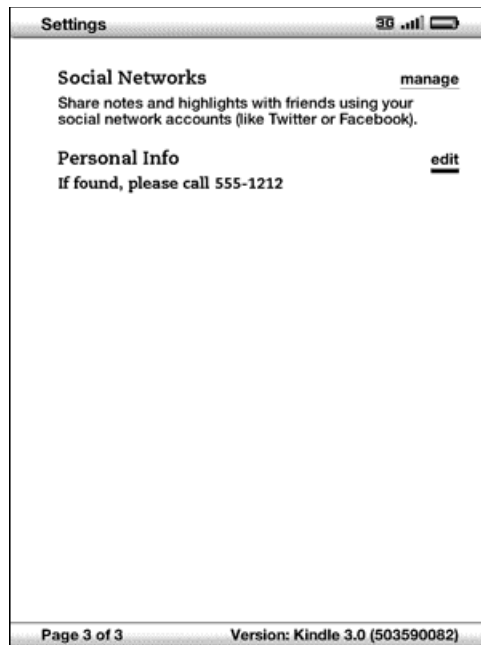 Settings 3G
Social Networks manage
Share notes and highlights with friends using your
social network accounts (like Twitter or Facebook).
Personal Info edit
If found, please call 555-1212
Page 3 of 3 Version: Kindle 3.0 (503590082)